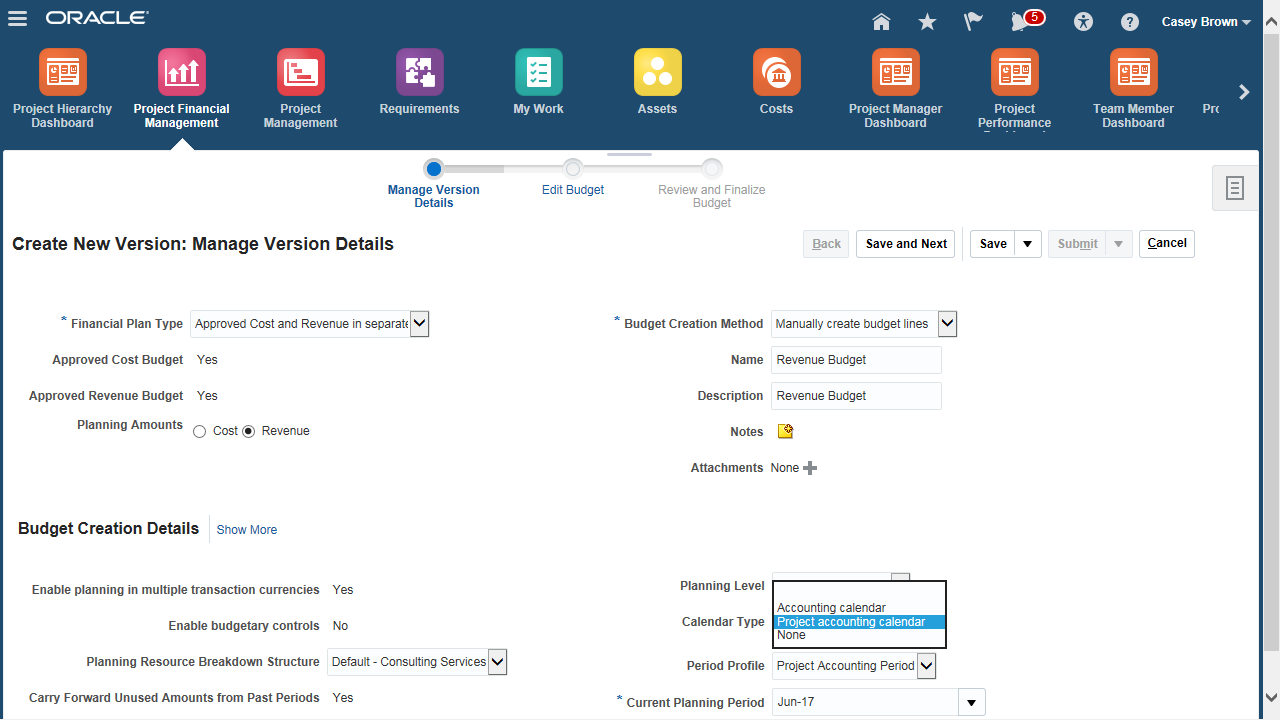 ORACLE
5
Casey Brown
Project Hierarchy
Dashboard
Project Financial
Management
Project
Management
Requirements
My Work
Assets
Costs
Project Manager
Dashboard
Project
Performance
Team Member
Dashboard
Pro
Manage Version
Details
Edit Budget
Review and Finalize
Budget
Create New Version: Manage Version Details
Back
Save and Next
Save
Submit
Cancel
* Financial Plan Type Approved Cost and Revenue in separate
Approved Cost Budget Yes
Approved Revenue Budget Yes
Planning Amounts Cost Revenue
* Budget Creation Method Manually create budget lines
Name Revenue Budget
Description Revenue Budget
Notes
Attachments None
Budget Creation Details Show More
Enable planning in multiple transaction currencies Yes
Enable budgetary controls No
Planning Resource Breakdown Structure Default - Consulting Services
Carry Forward Unused Amounts from Past Periods Yes
Planning Level
Calendar Type
Accounting calendar
Project accounting calendar
None
Period Profile Project Accounting Period
* Current Planning Period Jun-17